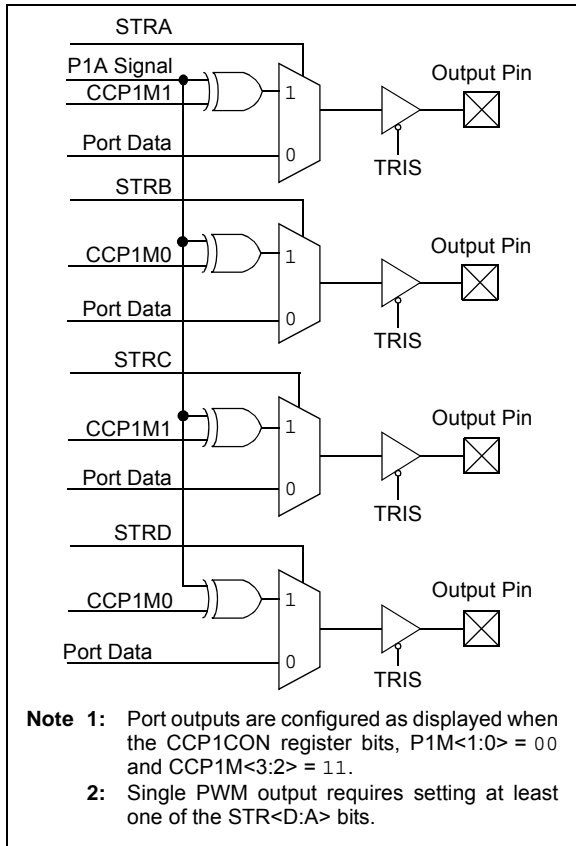 STRA
P1A Signal
Output Pin
CCP1M1
1
Port Data
0
TRIS
STRB
Output Pin
CCP1M0
1
Port Data
0
TRIS
STRC
Output Pin
CCP1M1
1
Port Data
0
TRIS
STRD
Output Pin
CCP1M0
1
Port Data
0
TRIS
Note 1: Port outputs are configured as displayed when
the CCP1CON register bits, P1M<1:0> = 00
and CCP1M<3:2> = 11.
2: Single PWM output requires setting at least
one of the STR<D:A> bits.